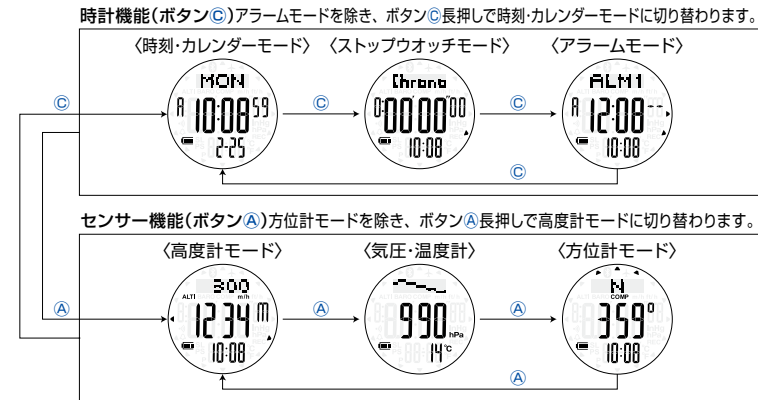 時計機能(ボタンⒸ)アラームモードを除き、ボタンⒸ長押しで時刻・カレンダーモードに切り替わります。
〈時刻・カレンダーモード〉 〈ストップウオッチモード〉 〈アラームモード〉
MON
A 10:08 59
2-25
Ⓒ
Chrono
0:00'00"00
10:08
Ⓒ
ALM1
A 12:08 --
10:08
Ⓒ
Ⓒ
センサー機能(ボタンⒶ)方位計モードを除き、ボタンⒶ長押しで高度計モードに切り替わります。
〈高度計モード〉 〈気圧・温度計〉 〈方位計モード〉
300
ALTI m/h
1234 m
10:08
Ⓐ
990 hPa
14℃
Ⓐ
N
COMP
359°
10:08
Ⓐ
Ⓐ